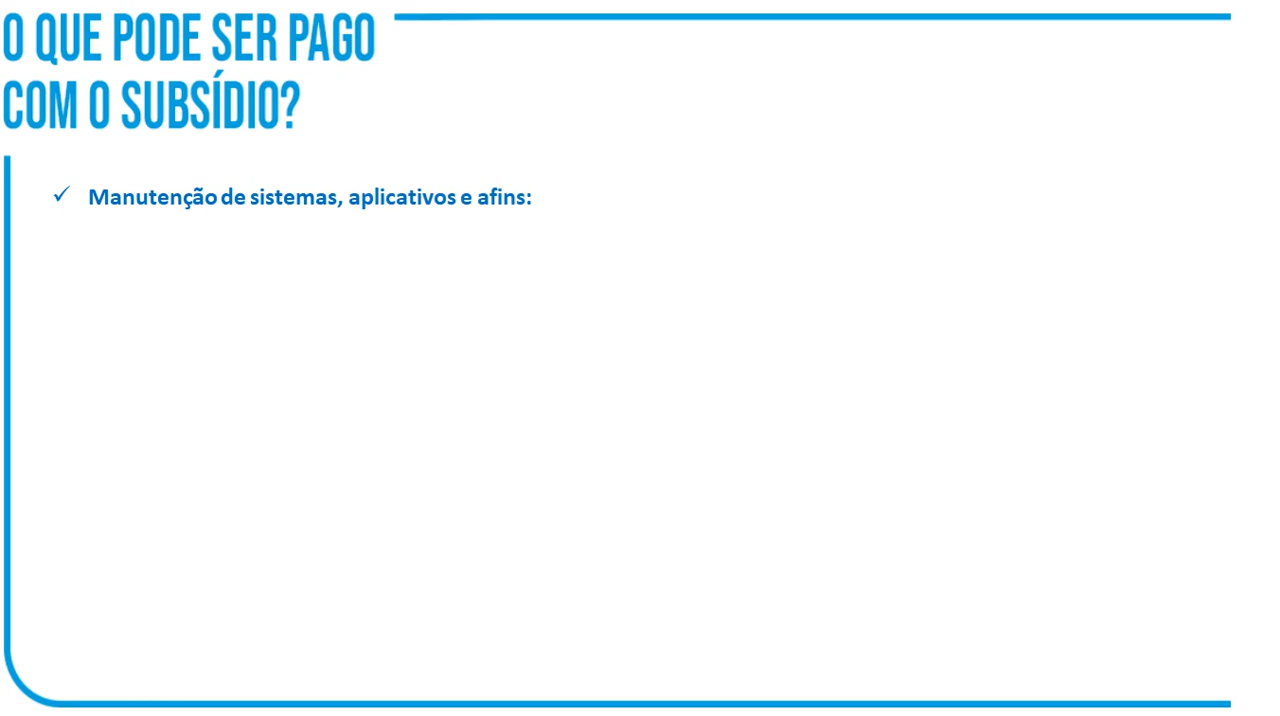 O QUE PODE SER PAGO
COM O SUBSÍDIO?
✓ Manutenção de sistemas, aplicativos e afins: